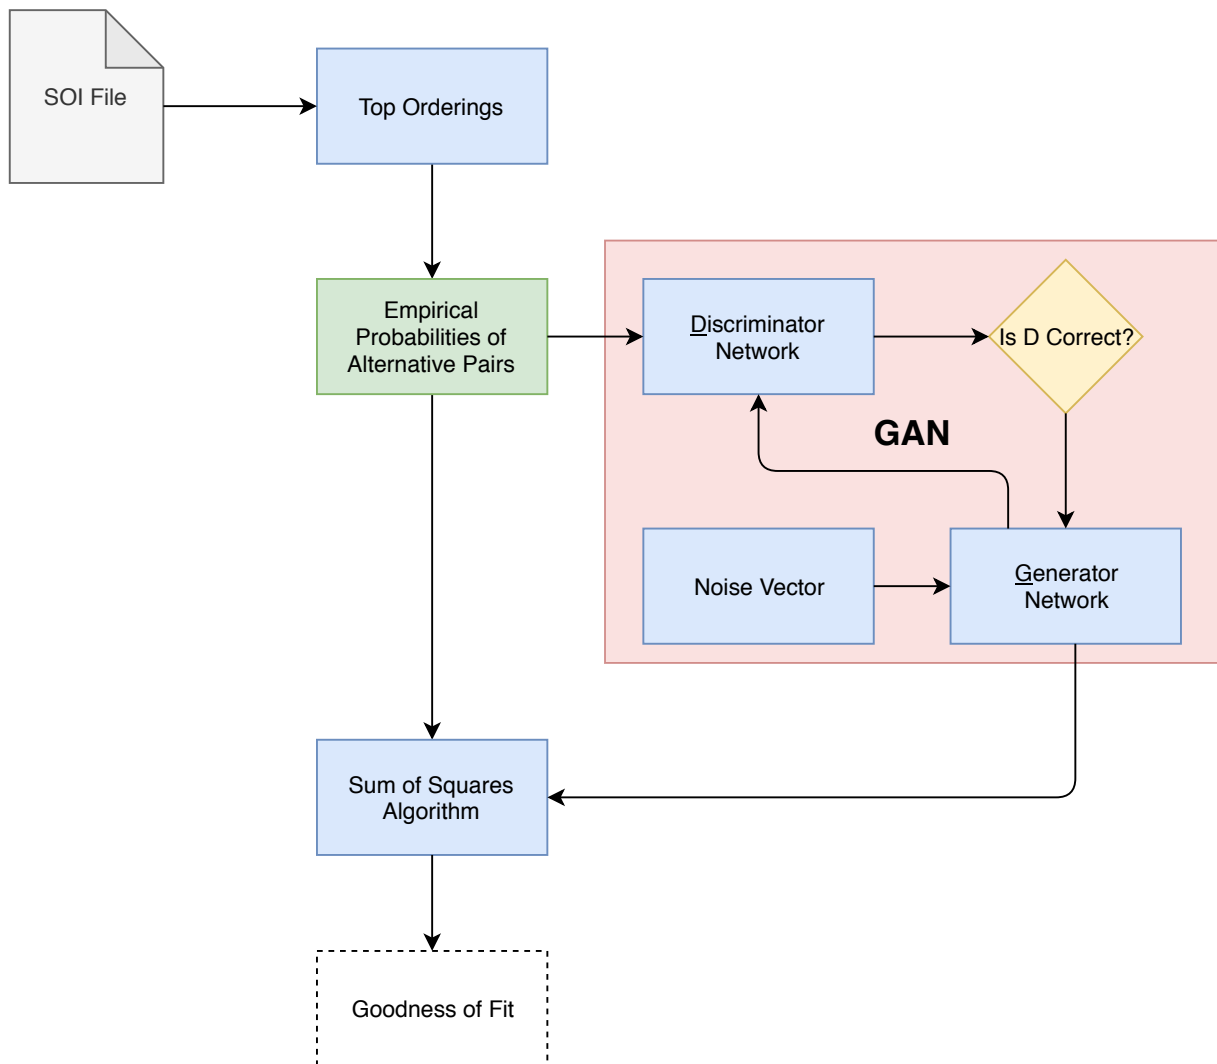 SOI File
Top Orderings
Empirical
Probabilities of
Alternative Pairs
Discriminator
Network
Is D Correct?
GAN
Noise Vector
Generator
Network
Sum of Squares
Algorithm
Goodness of Fit